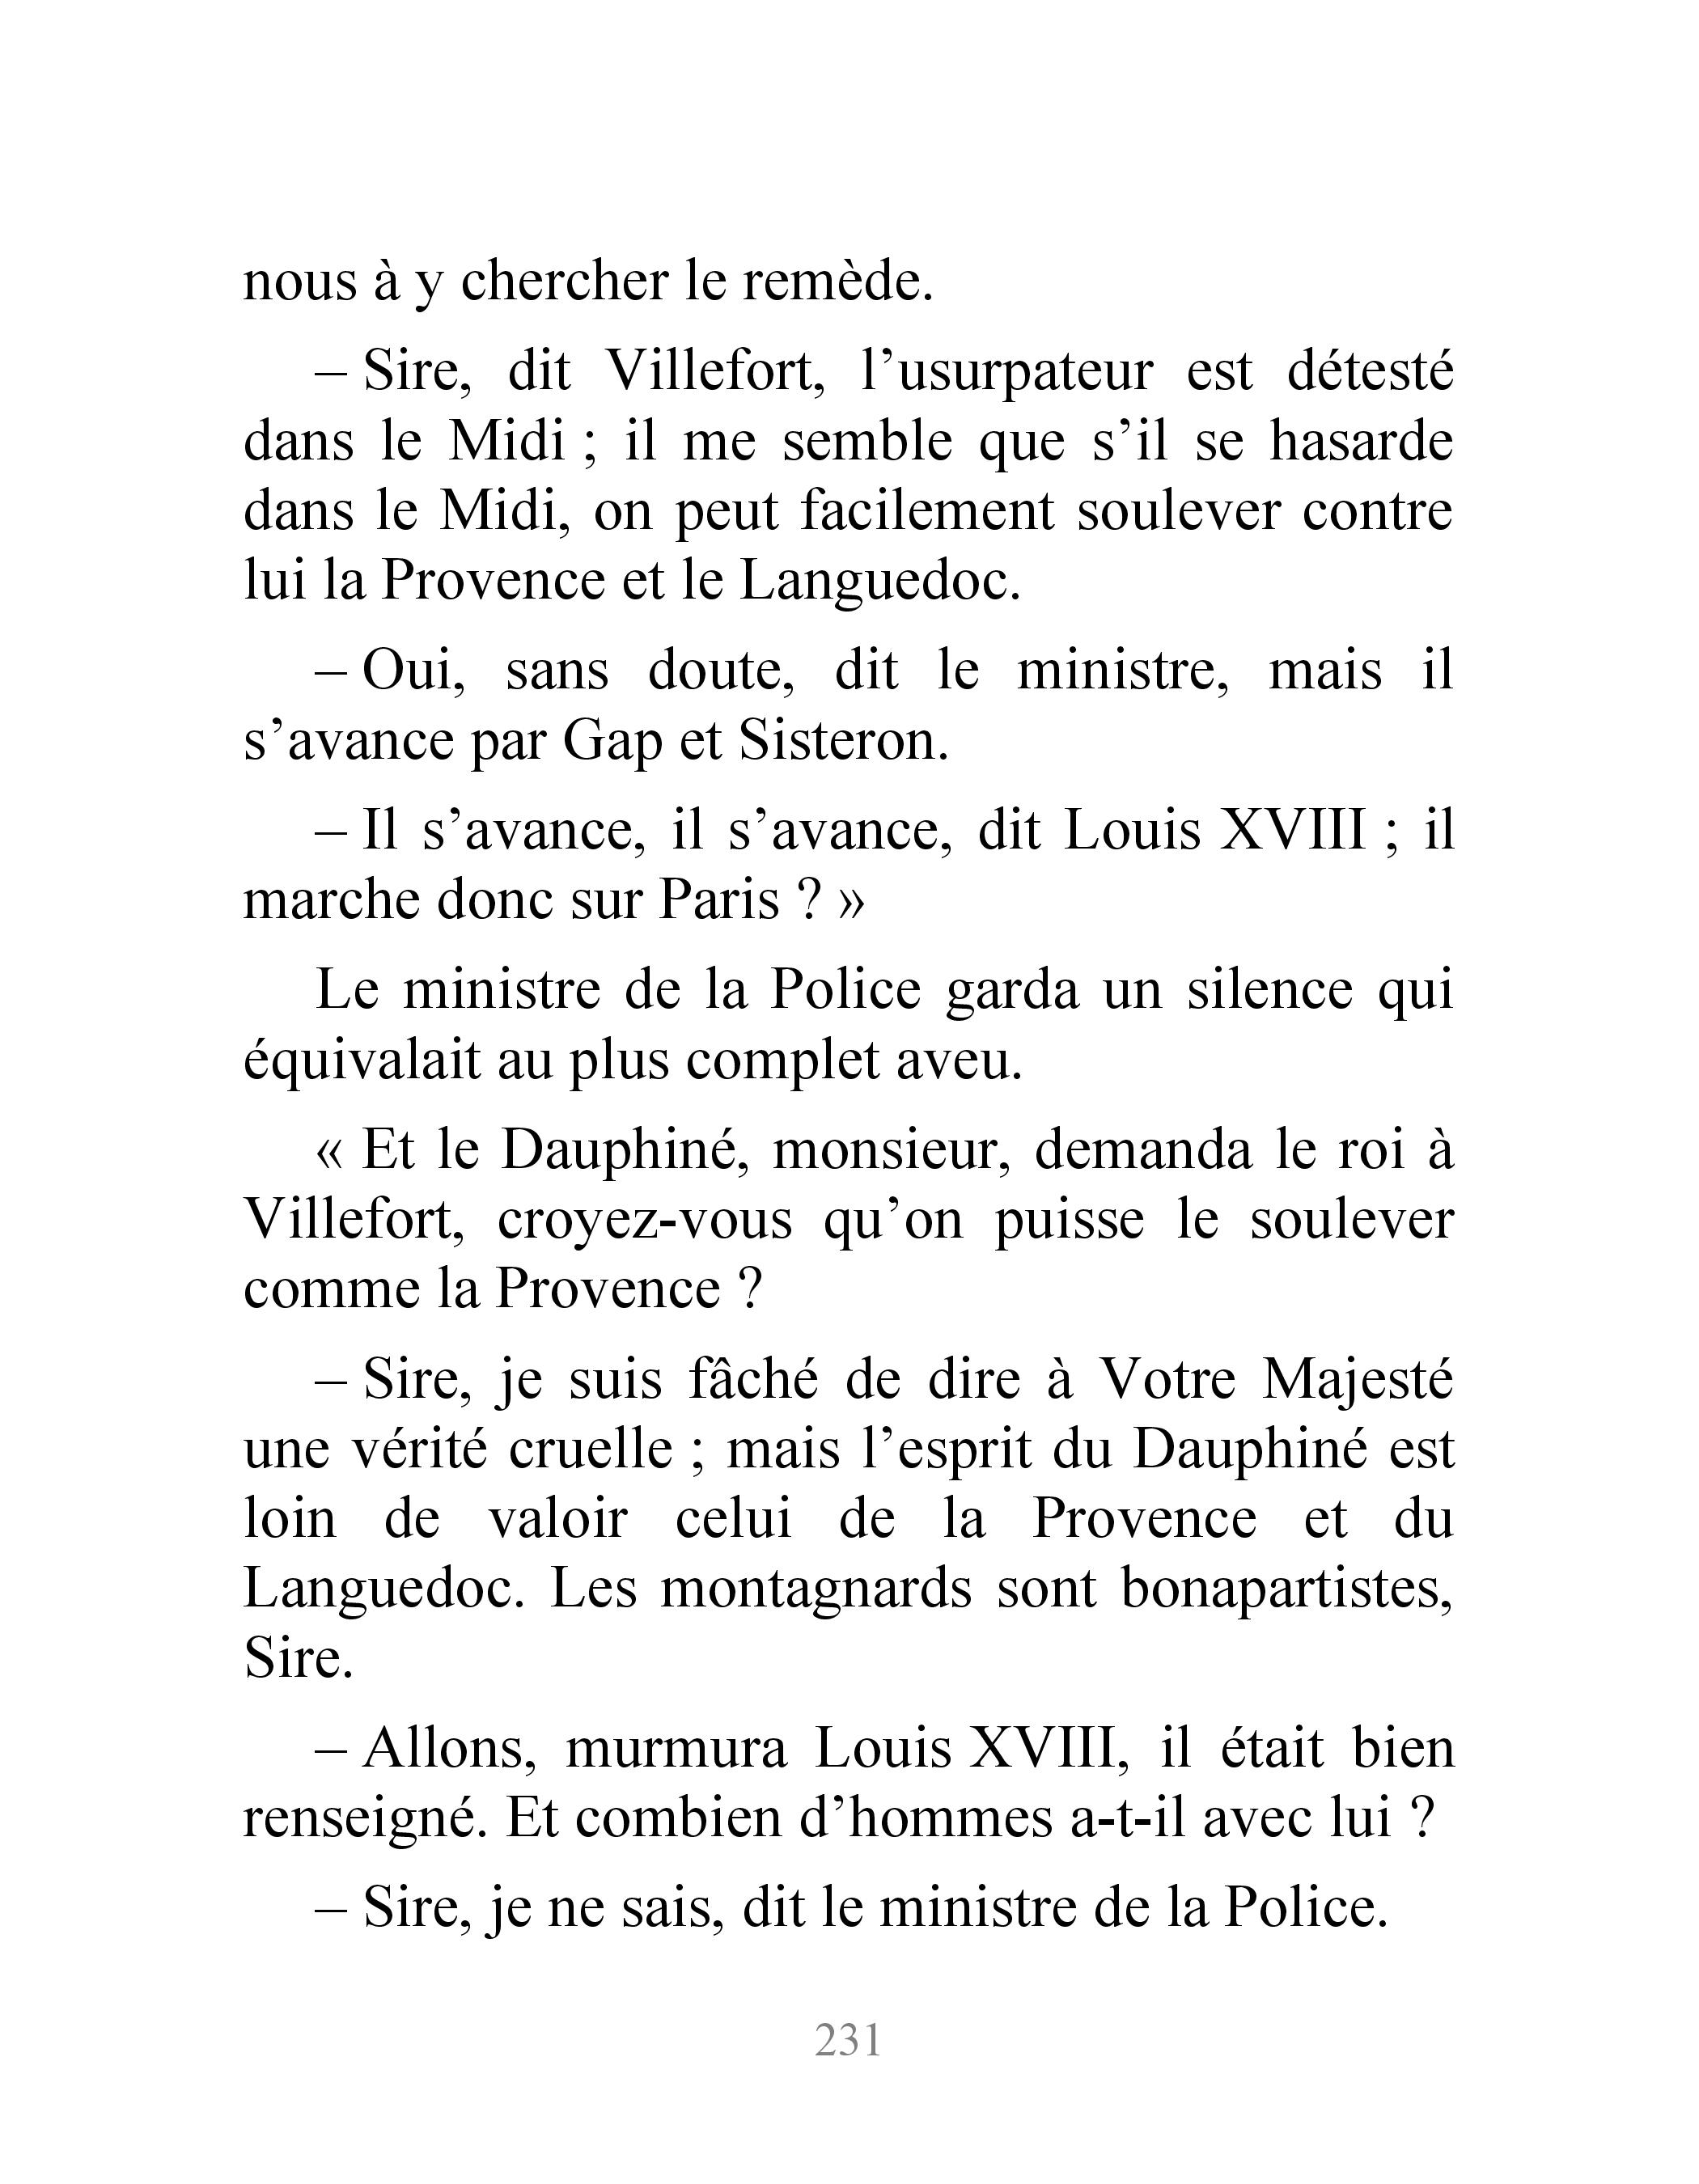 nous à y chercher le remède.
– Sire, dit Villefort, l’usurpateur est détesté
dans le Midi ; il me semble que s’il se hasarde
dans le Midi, on peut facilement soulever contre
lui la Provence et le Languedoc.
– Oui, sans doute, dit le ministre, mais il
s’avance par Gap et Sisteron.
– Il s’avance, il s’avance, dit Louis XVIII ; il
marche donc sur Paris ? »
Le ministre de la Police garda un silence qui
équivalait au plus complet aveu.
« Et le Dauphiné, monsieur, demanda le roi à
Villefort, croyez-vous qu’on puisse le soulever
comme la Provence ?
– Sire, je suis fâché de dire à Votre Majesté
une vérité cruelle ; mais l’esprit du Dauphiné est
loin de valoir celui de la Provence et du
Languedoc. Les montagnards sont bonapartistes,
Sire.
– Allons, murmura Louis XVIII, il était bien
renseigné. Et combien d’hommes a-t-il avec lui ?
– Sire, je ne sais, dit le ministre de la Police.
231